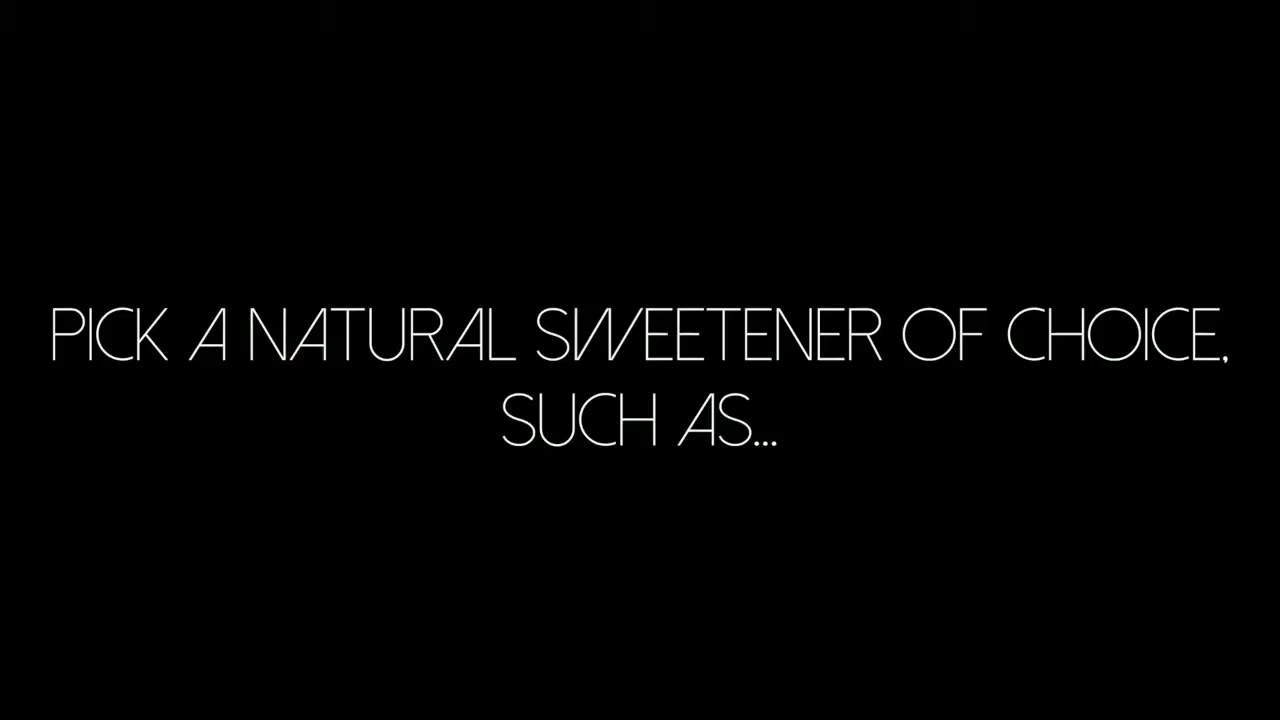 PICK A NATURAL SWEETENER OF CHOICE,
SUCH AS...